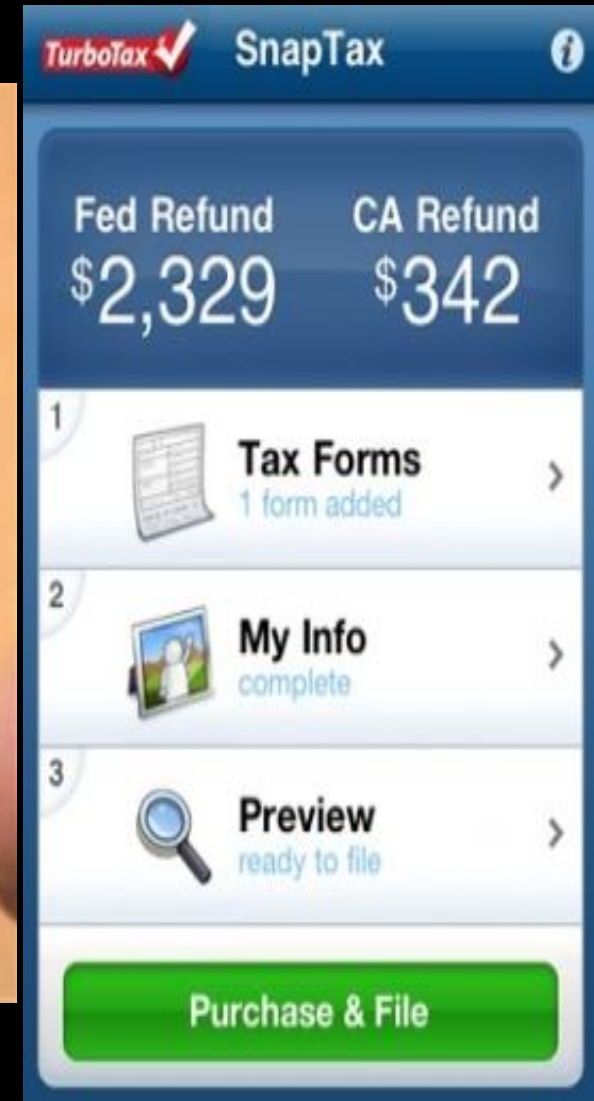 TurboTax SnapTax i
Fed Refund CA Refund
$2,329 $342
1
Tax Forms
1 form added
2
My Info
complete
3
Preview
ready to file
Purchase & File